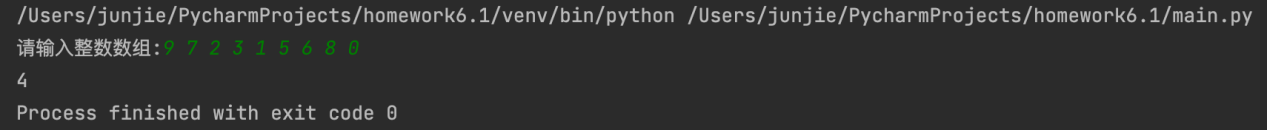 /Users/junjie/PycharmProjects/homework6.1/venv/bin/python /Users/junjie/PycharmProjects/homework6.1/main.py
请输入整数数组:9 7 2 3 1 5 6 8 0
4
Process finished with exit code 0